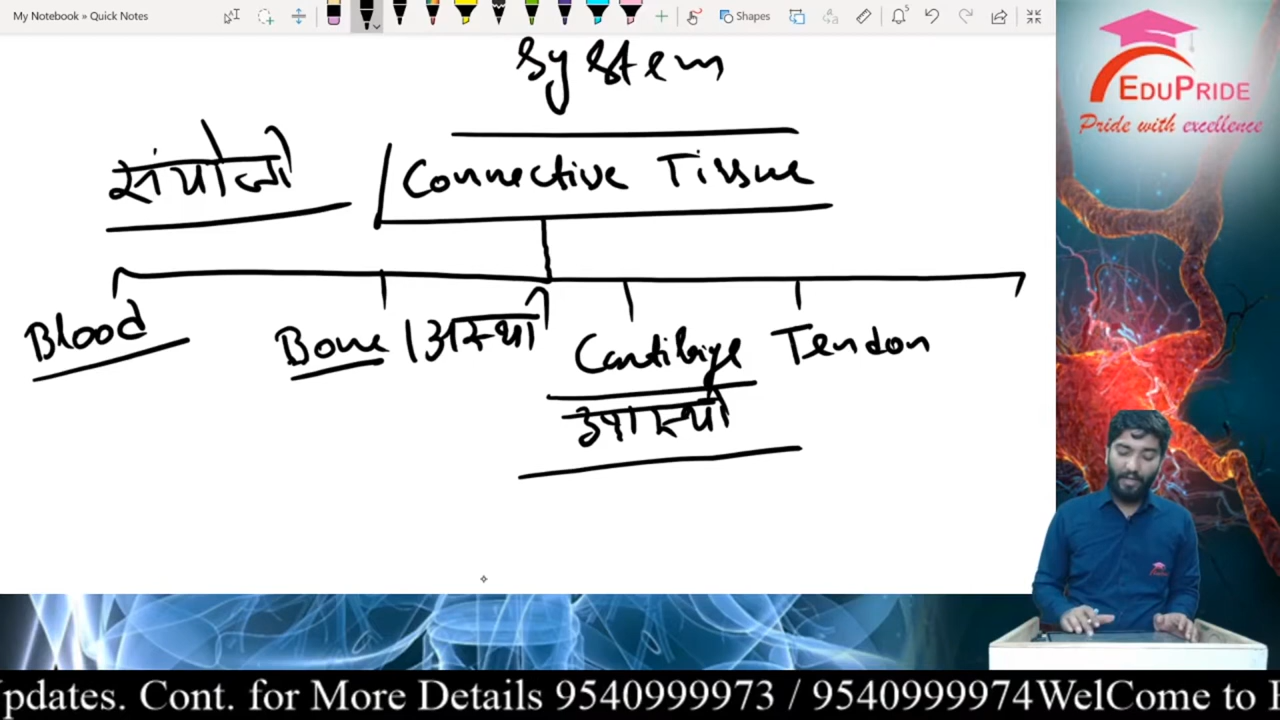 My Notebook » Quick Notes
Shapes
5
System
EDUPRIDE
Pride with excellence
संयोजी | Connective Tissue
Blood
Bone | अस्थि
Cartilage
उपास्थि
Tendon
pdates. Cont. for More Details 9540999973 / 9540999974WelCome to